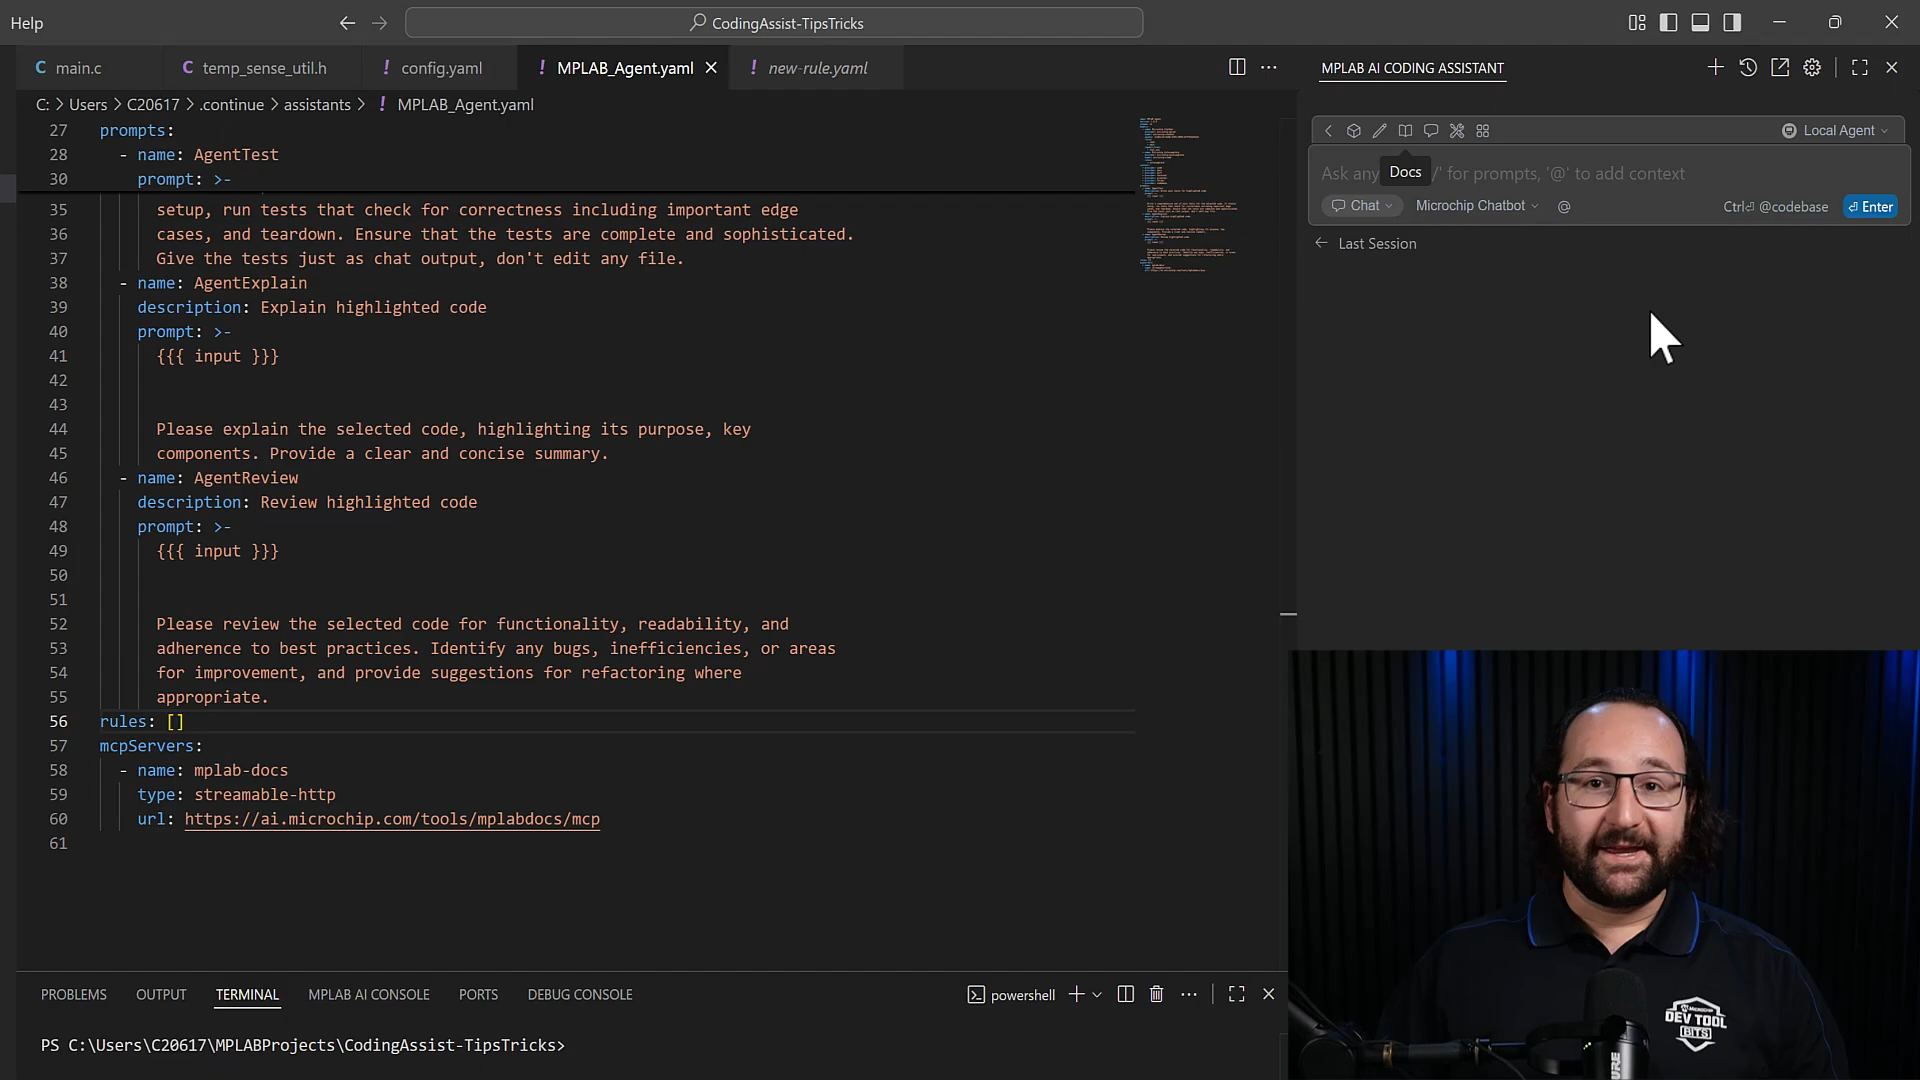 Help
CodingAssist-TipsTricks
main.c
temp_sense_util.h
config.yaml
MPLAB_Agent.yaml
new-rule.yaml
C: > Users > C20617 > .continue > assistants > ! MPLAB_Agent.yaml
27 prompts:
28 - name: AgentTest
30 prompt: >-
35 setup, run tests that check for correctness including important edge
36 cases, and teardown. Ensure that the tests are complete and sophisticated.
37 Give the tests just as chat output, don't edit any file.
38 - name: AgentExplain
39 description: Explain highlighted code
40 prompt: >-
41 {{{ input }}}
42
43
44 Please explain the selected code, highlighting its purpose, key
45 components. Provide a clear and concise summary.
46 - name: AgentReview
47 description: Review highlighted code
48 prompt: >-
49 {{{ input }}}
50
51
52 Please review the selected code for functionality, readability, and
53 adherence to best practices. Identify any bugs, inefficiencies, or areas
54 for improvement, and provide suggestions for refactoring where
55 appropriate.
56 rules: []
57 mcpServers:
58 - name: mplab-docs
59 type: streamable-http
60 url: https://ai.microchip.com/tools/mplabdocs/mcp
61
PROBLEMS
OUTPUT
TERMINAL
MPLAB AI CONSOLE
PORTS
DEBUG CONSOLE
powershell
PS C:\Users\C20617\MPLABProjects\CodingAssist-TipsTricks>
MPLAB AI CODING ASSISTANT
Local Agent
Ask any
Docs
/' for prompts, '@' to add context
Chat
Microchip Chatbot
@
Ctrl⏎ @codebase
⏎ Enter
Last Session
MICROCHIP
DEV TOOL
BITS